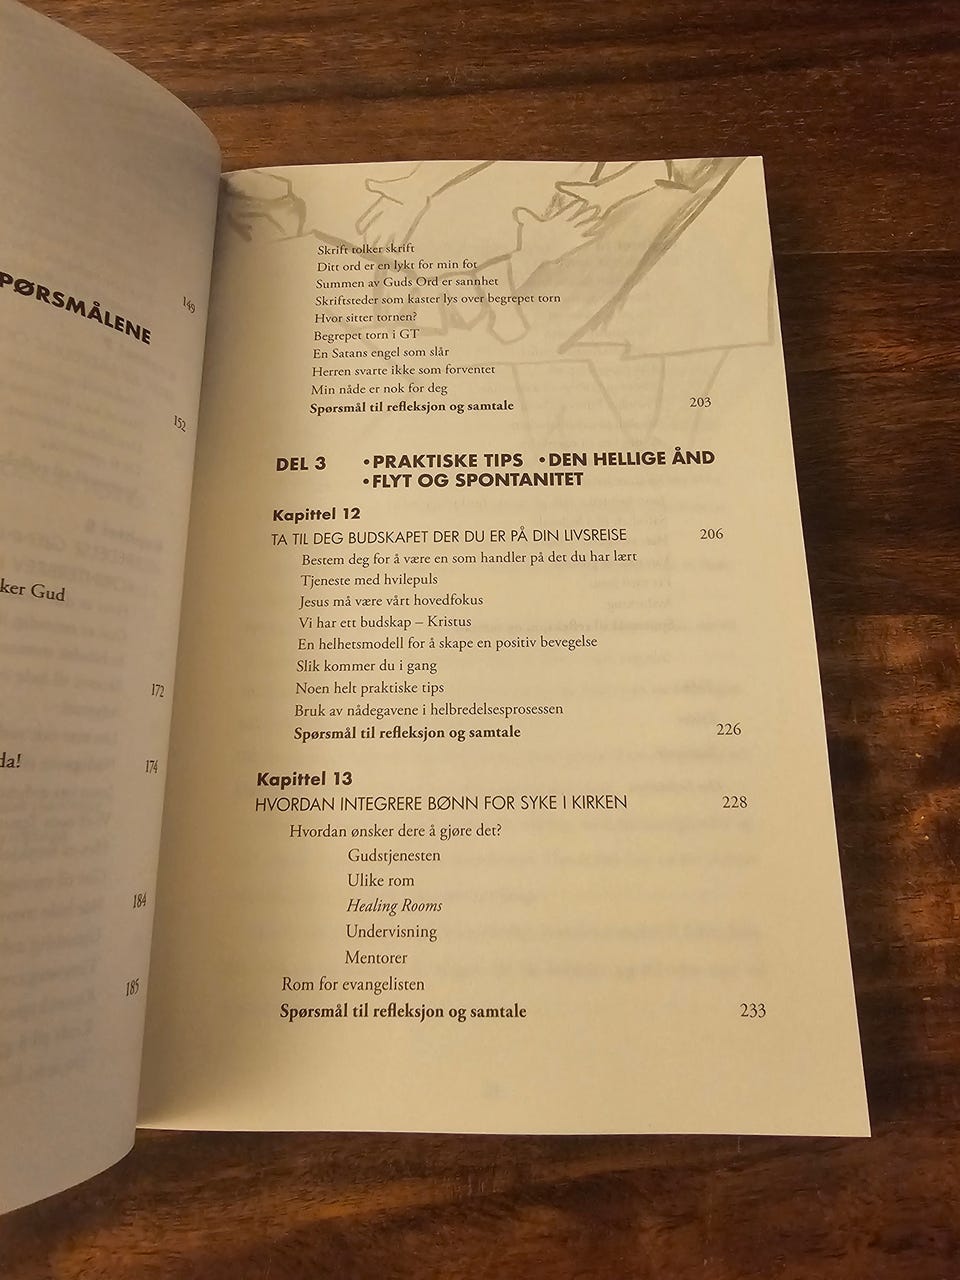 149
PØRSMÅLENE
152
ker Gud
172
da!
174
184
185
Skrift tolker skrift
Ditt ord er en lykt for min fot
Summen av Guds Ord er sannhet
Skriftsteder som kaster lys over begrepet torn
Hvor sitter tornen?
Begrepet torn i GT
En Satans engel som slår
Herren svarte ikke som forventet
Min nåde er nok for deg
Spørsmål til refleksjon og samtale 203
DEL 3 •PRAKTISKE TIPS •DEN HELLIGE ÅND
•FLYT OG SPONTANITET
Kapittel 12
TA TIL DEG BUDSKAPET DER DU ER PÅ DIN LIVSREISE 206
Bestem deg for å være en som handler på det du har lært
Tjeneste med hvilepuls
Jesus må være vårt hovedfokus
Vi har ett budskap – Kristus
En helhetsmodell for å skape en positiv bevegelse
Slik kommer du i gang
Noen helt praktiske tips
Bruk av nådegavene i helbredelsesprosessen
Spørsmål til refleksjon og samtale 226
Kapittel 13
HVORDAN INTEGRERE BØNN FOR SYKE I KIRKEN 228
Hvordan ønsker dere å gjøre det?
Gudstjenesten
Ulike rom
Healing Rooms
Undervisning
Mentorer
Rom for evangelisten
Spørsmål til refleksjon og samtale 233